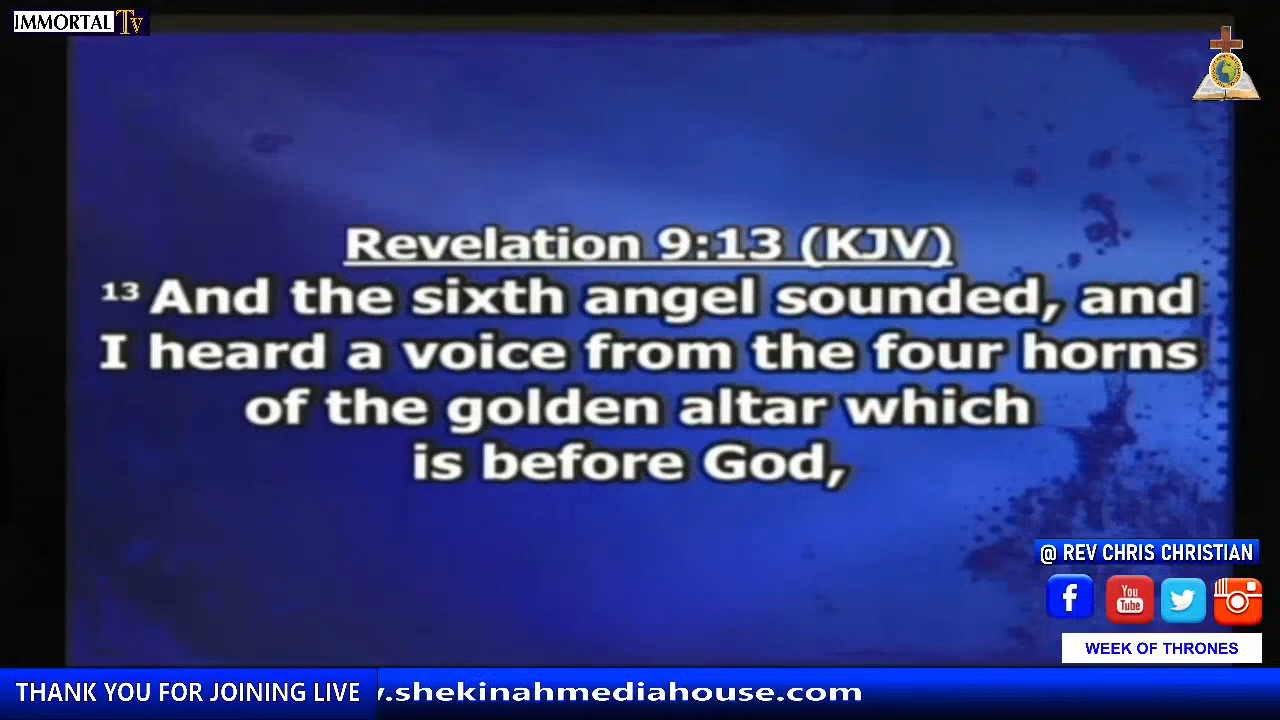 IMMORTAL Tv
Revelation 9:13 (KJV)
13 And the sixth angel sounded, and
I heard a voice from the four horns
of the golden altar which
is before God,
@ REV CHRIS CHRISTIAN
f
You
Tube
WEEK OF THRONES
THANK YOU FOR JOINING LIVE
.shekinahmediahouse.com